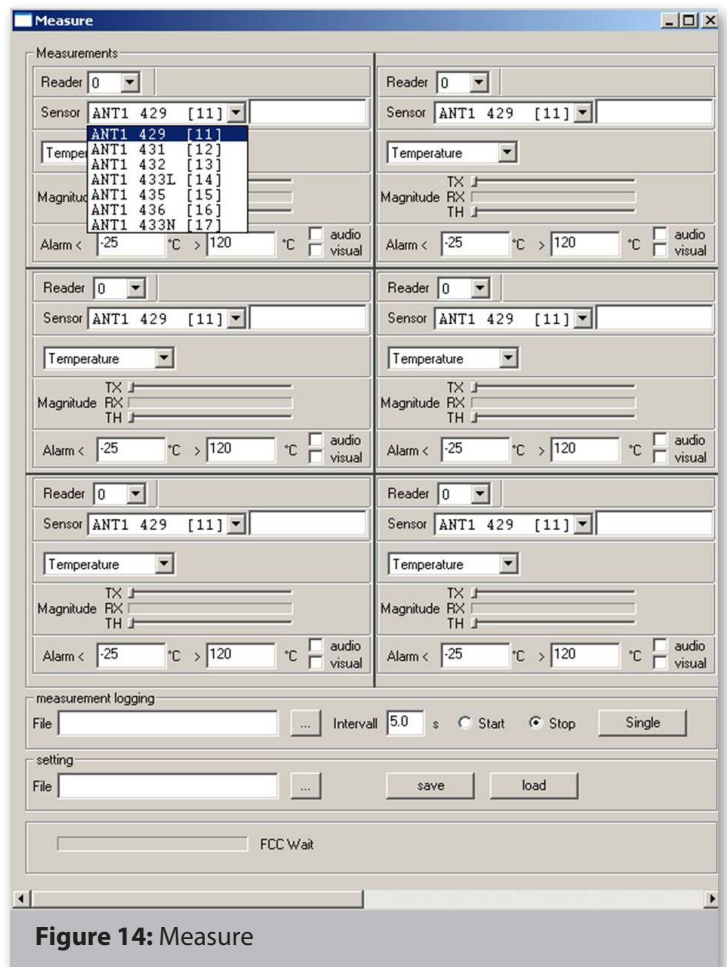 Measure
Measurements
Reader 0
Sensor ANT1 429 [11]
ANT1 429 [11]
ANT1 431 [12]
ANT1 432 [13]
ANT1 433L [14]
ANT1 435 [15]
ANT1 436 [16]
ANT1 433N [17]
Temper
Magnitud
Alarm < -25 °C > 120 °C audio
visual
Reader 0
Sensor ANT1 429 [11]
Temperature
TX
Magnitude RX
TH
Alarm < -25 °C > 120 °C audio
visual
Reader 0
Sensor ANT1 429 [11]
Temperature
TX
Magnitude RX
TH
Alarm < -25 °C > 120 °C audio
visual
Reader 0
Sensor ANT1 429 [11]
Temperature
TX
Magnitude RX
TH
Alarm < -25 °C > 120 °C audio
visual
Reader 0
Sensor ANT1 429 [11]
Temperature
TX
Magnitude RX
TH
Alarm < -25 °C > 120 °C audio
visual
Reader 0
Sensor ANT1 429 [11]
Temperature
TX
Magnitude RX
TH
Alarm < -25 °C > 120 °C audio
visual
measurement logging
File ... Intervall 5.0 s Start Stop Single
setting
File ... save load
FCC Wait
Figure 14: Measure